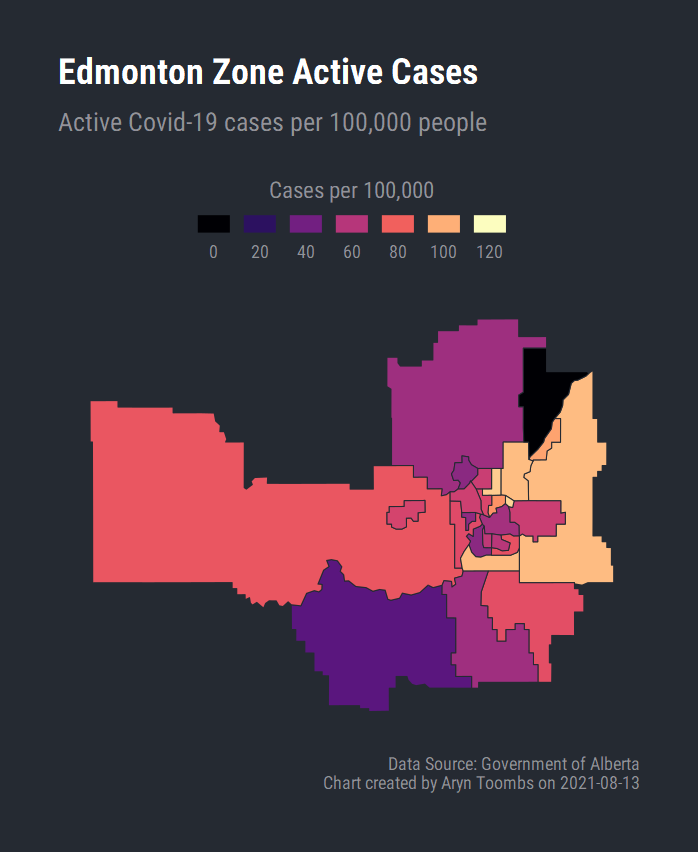 Edmonton Zone Active Cases
Active Covid-19 cases per 100,000 people
Cases per 100,000
0 20 40 60 80 100 120
Data Source: Government of Alberta
Chart created by Aryn Toombs on 2021-08-13